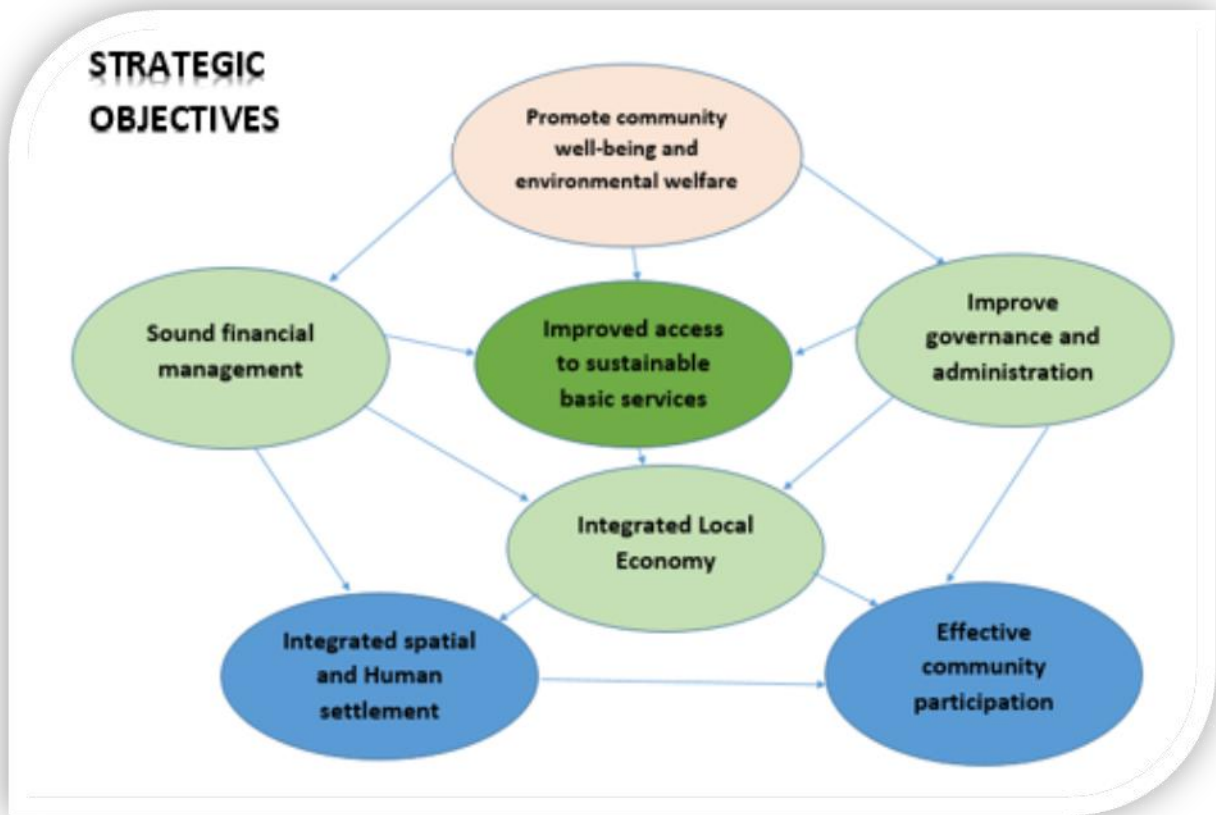 STRATEGIC
OBJECTIVES
Promote community
well-being and
environmental welfare
Sound financial
management
Improved access
to sustainable
basic services
Improve
governance and
administration
Integrated Local
Economy
Integrated spatial
and Human
settlement
Effective
community
participation